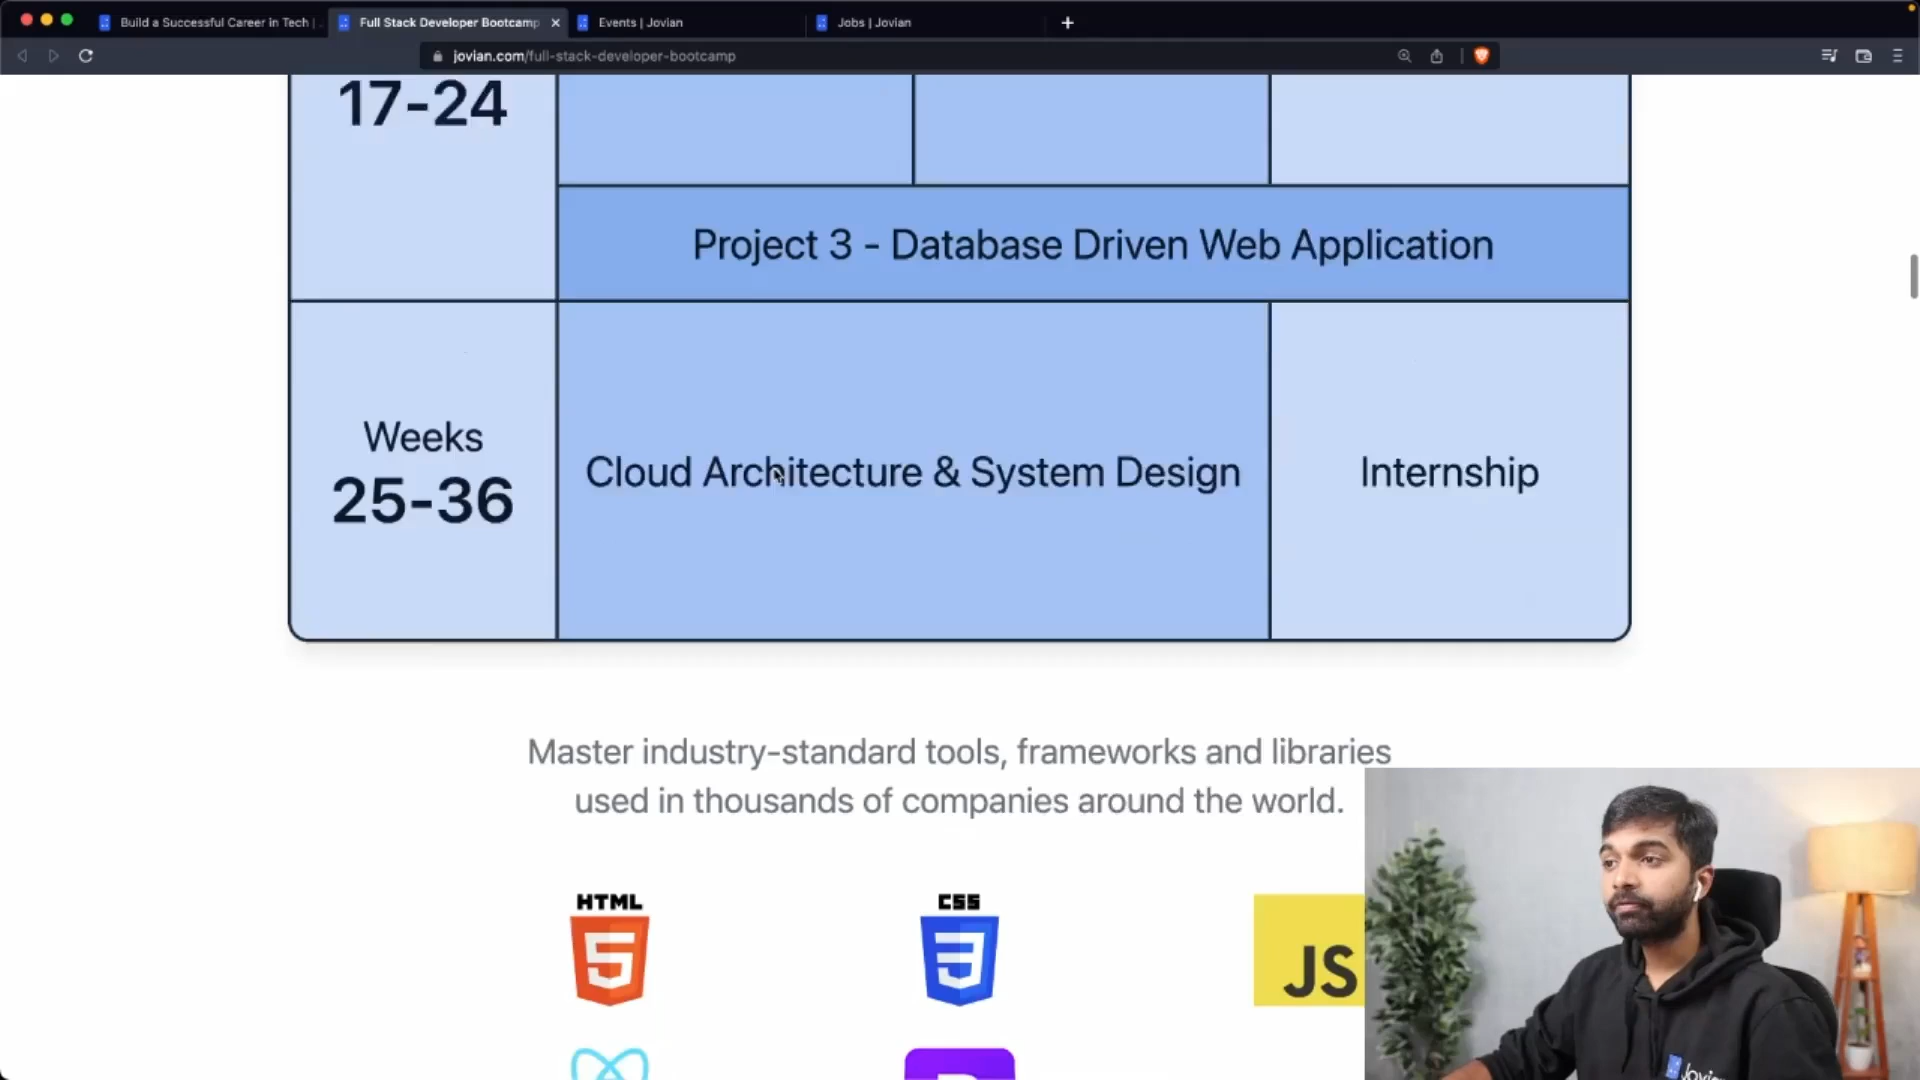 Build a Successful Career in Tech |
Full Stack Developer Bootcamp
Events | Jovian
Jobs | Jovian
jovian.com/full-stack-developer-bootcamp
17-24
Project 3 - Database Driven Web Application
Weeks
25-36
Cloud Architecture & System Design
Internship
Master industry-standard tools, frameworks and libraries
used in thousands of companies around the world.
HTML
5
CSS
3
JS
Jovian